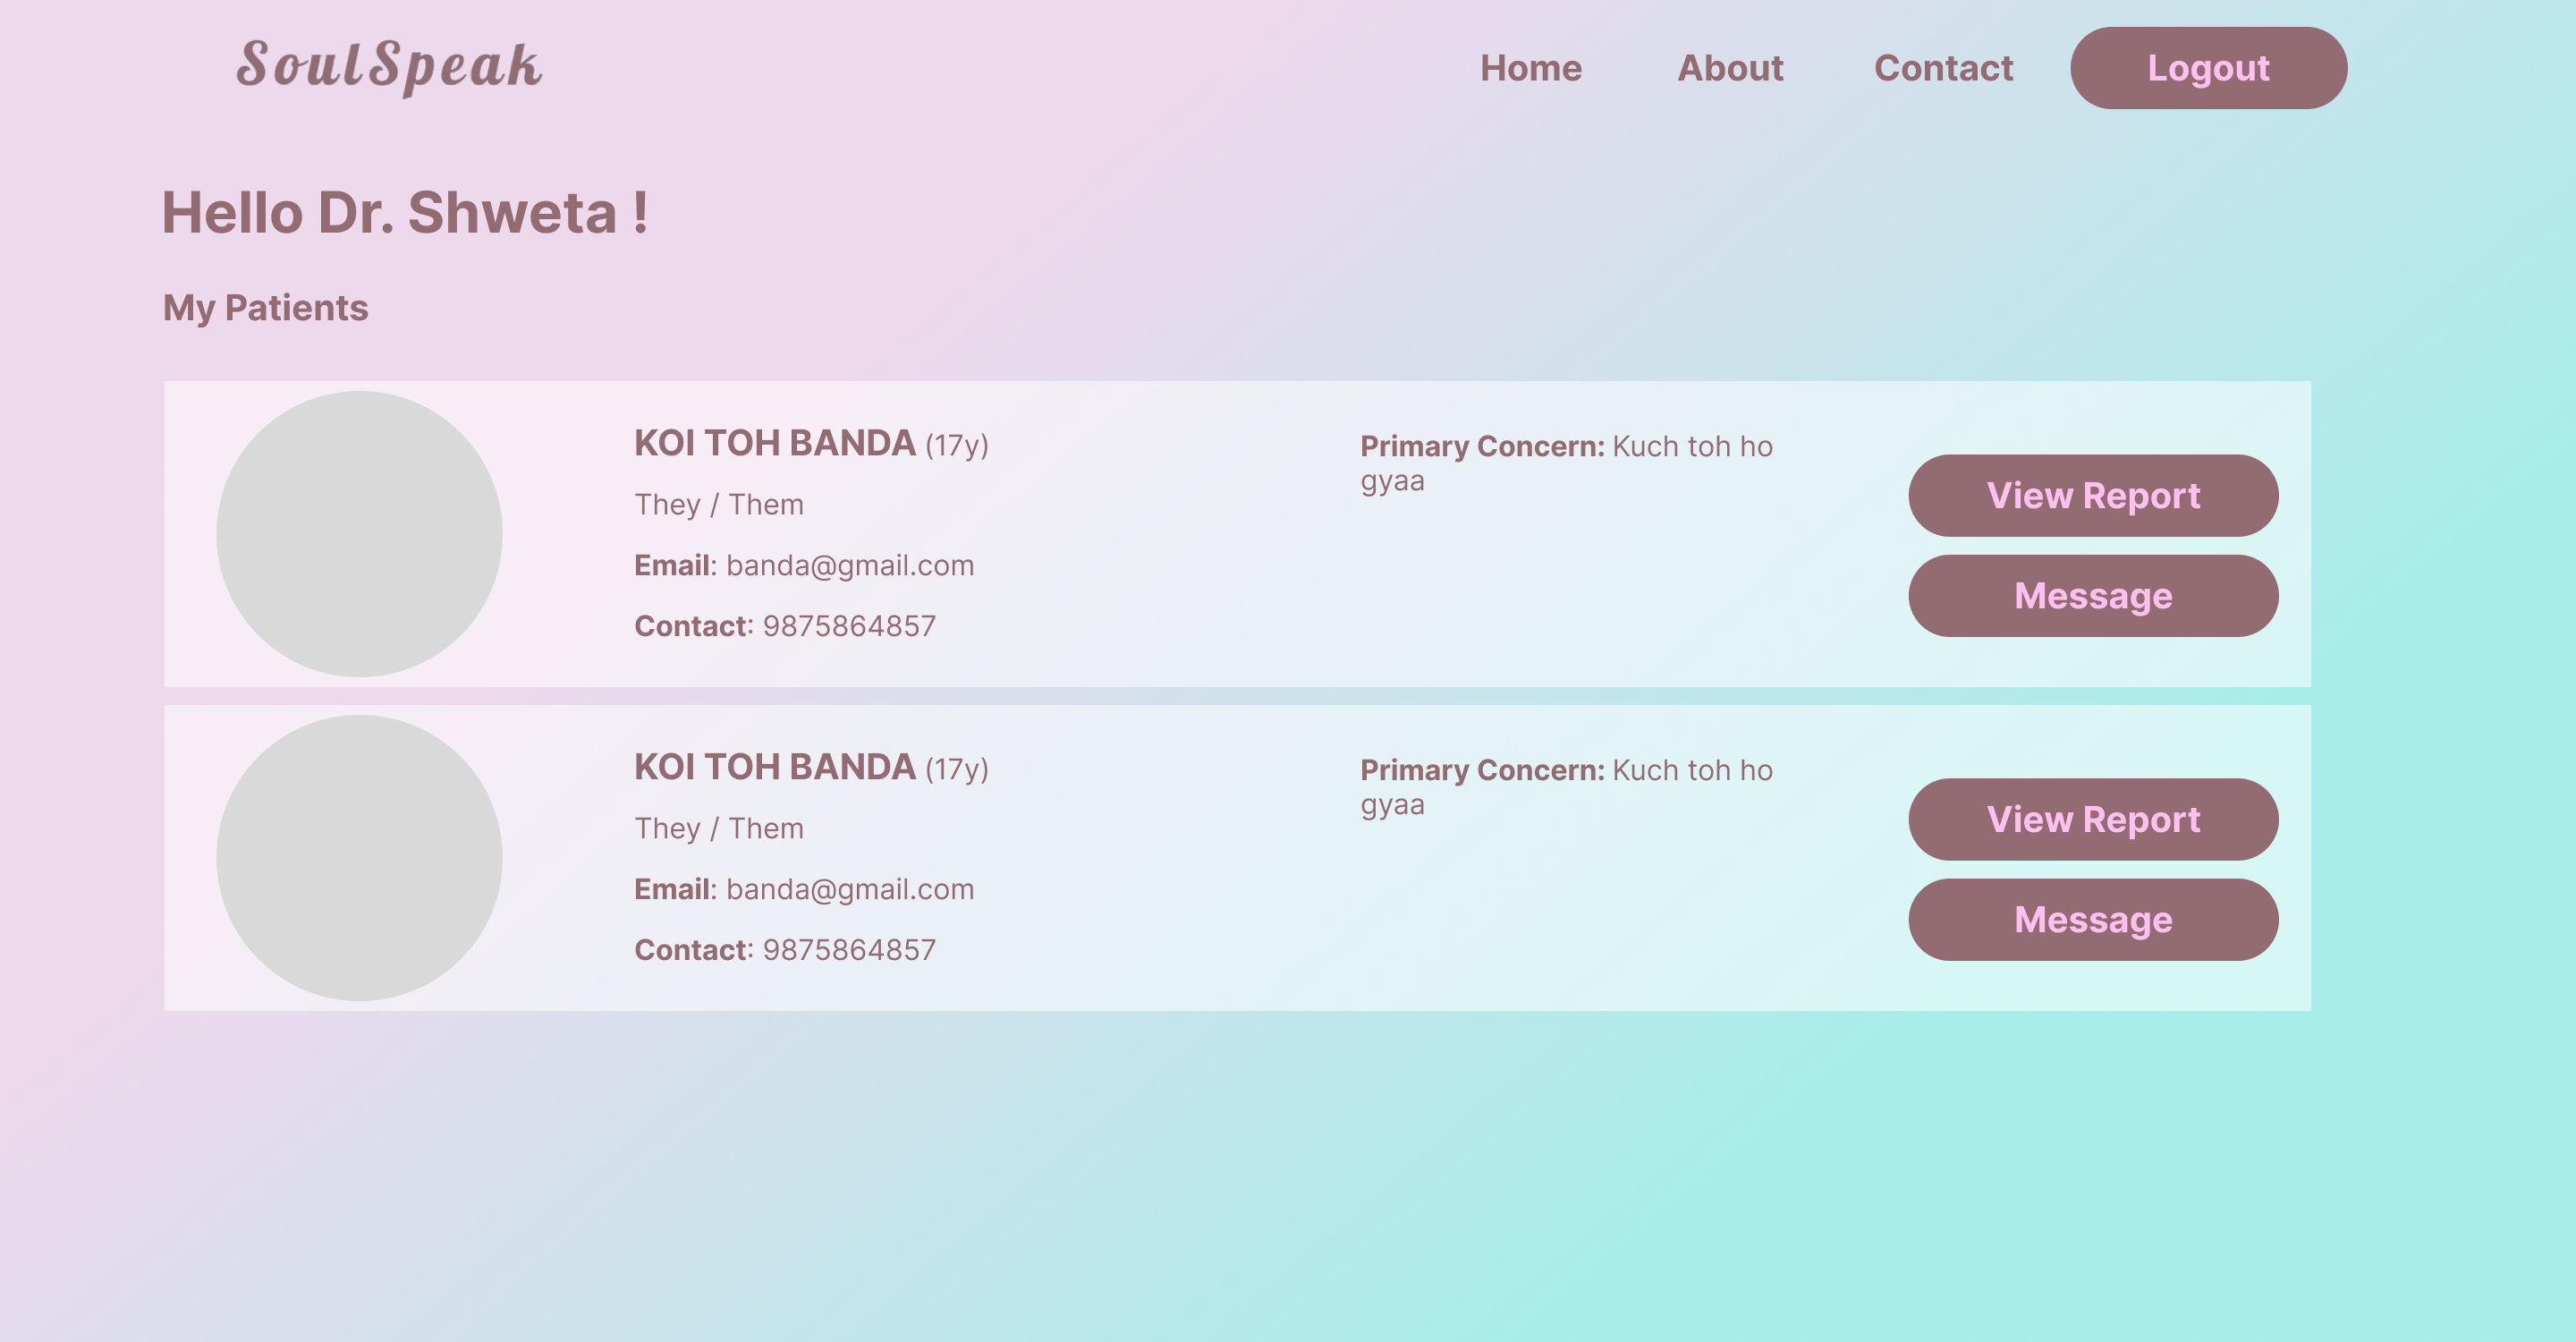 SoulSpeak
Home About Contact Logout
Hello Dr. Shweta !
My Patients
KOI TOH BANDA (17y)
They / Them
Email: banda@gmail.com
Contact: 9875864857
Primary Concern: Kuch toh ho
gyaa
View Report
Message
KOI TOH BANDA (17y)
They / Them
Email: banda@gmail.com
Contact: 9875864857
Primary Concern: Kuch toh ho
gyaa
View Report
Message